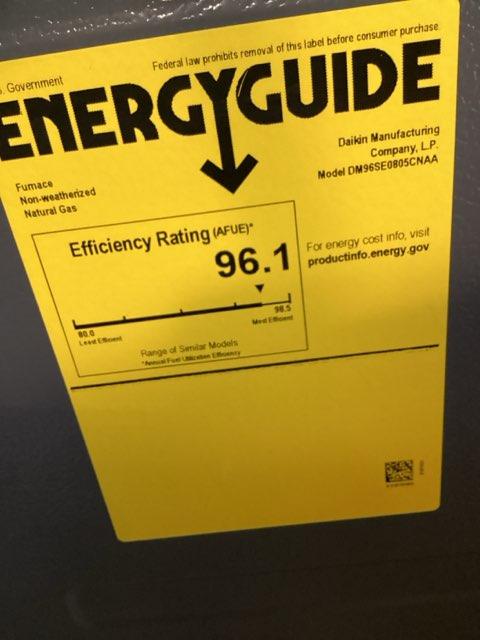 Federal law prohibits removal of this label before consumer purchase.
. Government
ENERGYGUIDE
Furnace
Non-weatherized
Natural Gas
Daikin Manufacturing
Company, L.P.
Model DM96SE0805CNAA
Efficiency Rating (AFUE)*
96.1
80.0
98.5
Least Efficient
Most Efficient
Range of Similar Models
*Annual Fuel Utilization Efficiency
For energy cost info, visit
productinfo.energy.gov